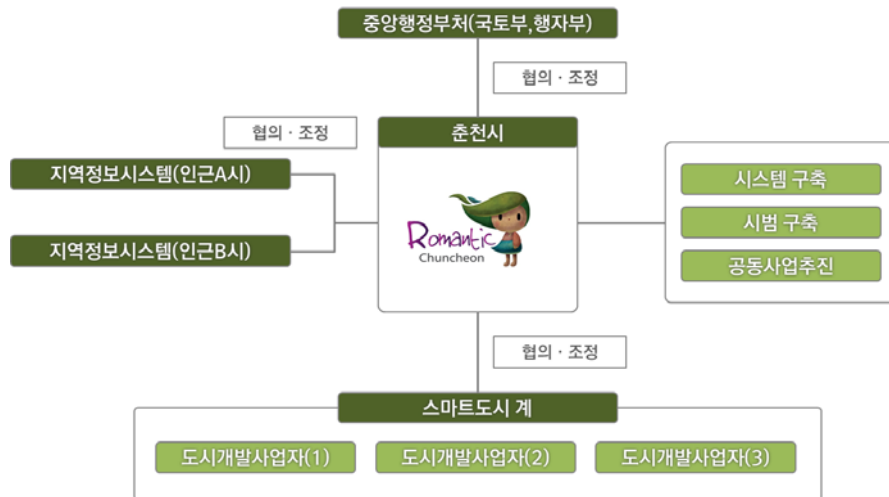 중앙행정부처(국토부,행자부)
협의 · 조정
협의 · 조정
춘천시
지역정보시스템(인근A시)
지역정보시스템(인근B시)
Romantic
Chuncheon
시스템 구축
시범 구축
공동사업추진
협의 · 조정
스마트도시 계
도시개발사업자(1)
도시개발사업자(2)
도시개발사업자(3)